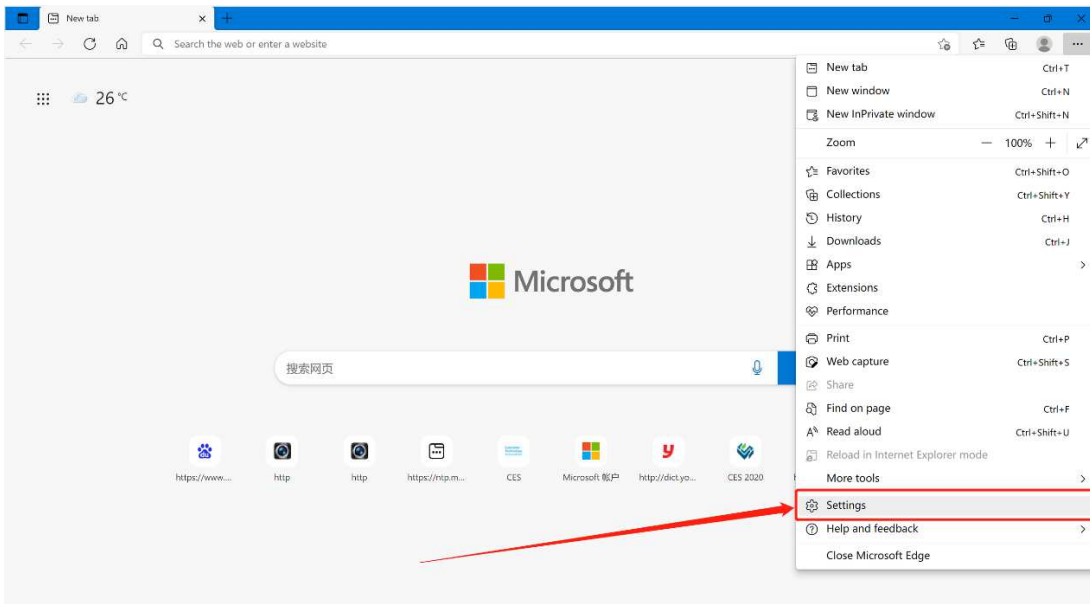 New tab
Search the web or enter a website
26 °C
New tab Ctrl+T
New window Ctrl+N
New InPrivate window Ctrl+Shift+N
Zoom — 100% +
Favorites Ctrl+Shift+O
Collections Ctrl+Shift+Y
History Ctrl+H
Downloads Ctrl+J
Apps
Extensions
Performance
Print Ctrl+P
Web capture Ctrl+Shift+S
Share
Find on page Ctrl+F
Read aloud Ctrl+Shift+U
Reload in Internet Explorer mode
More tools
Settings
Help and feedback
Close Microsoft Edge
Microsoft
搜索网页
https://www....
http
http
https://ntp.m...
CES
Microsoft 帐户
http://dict.yo...
CES 2020